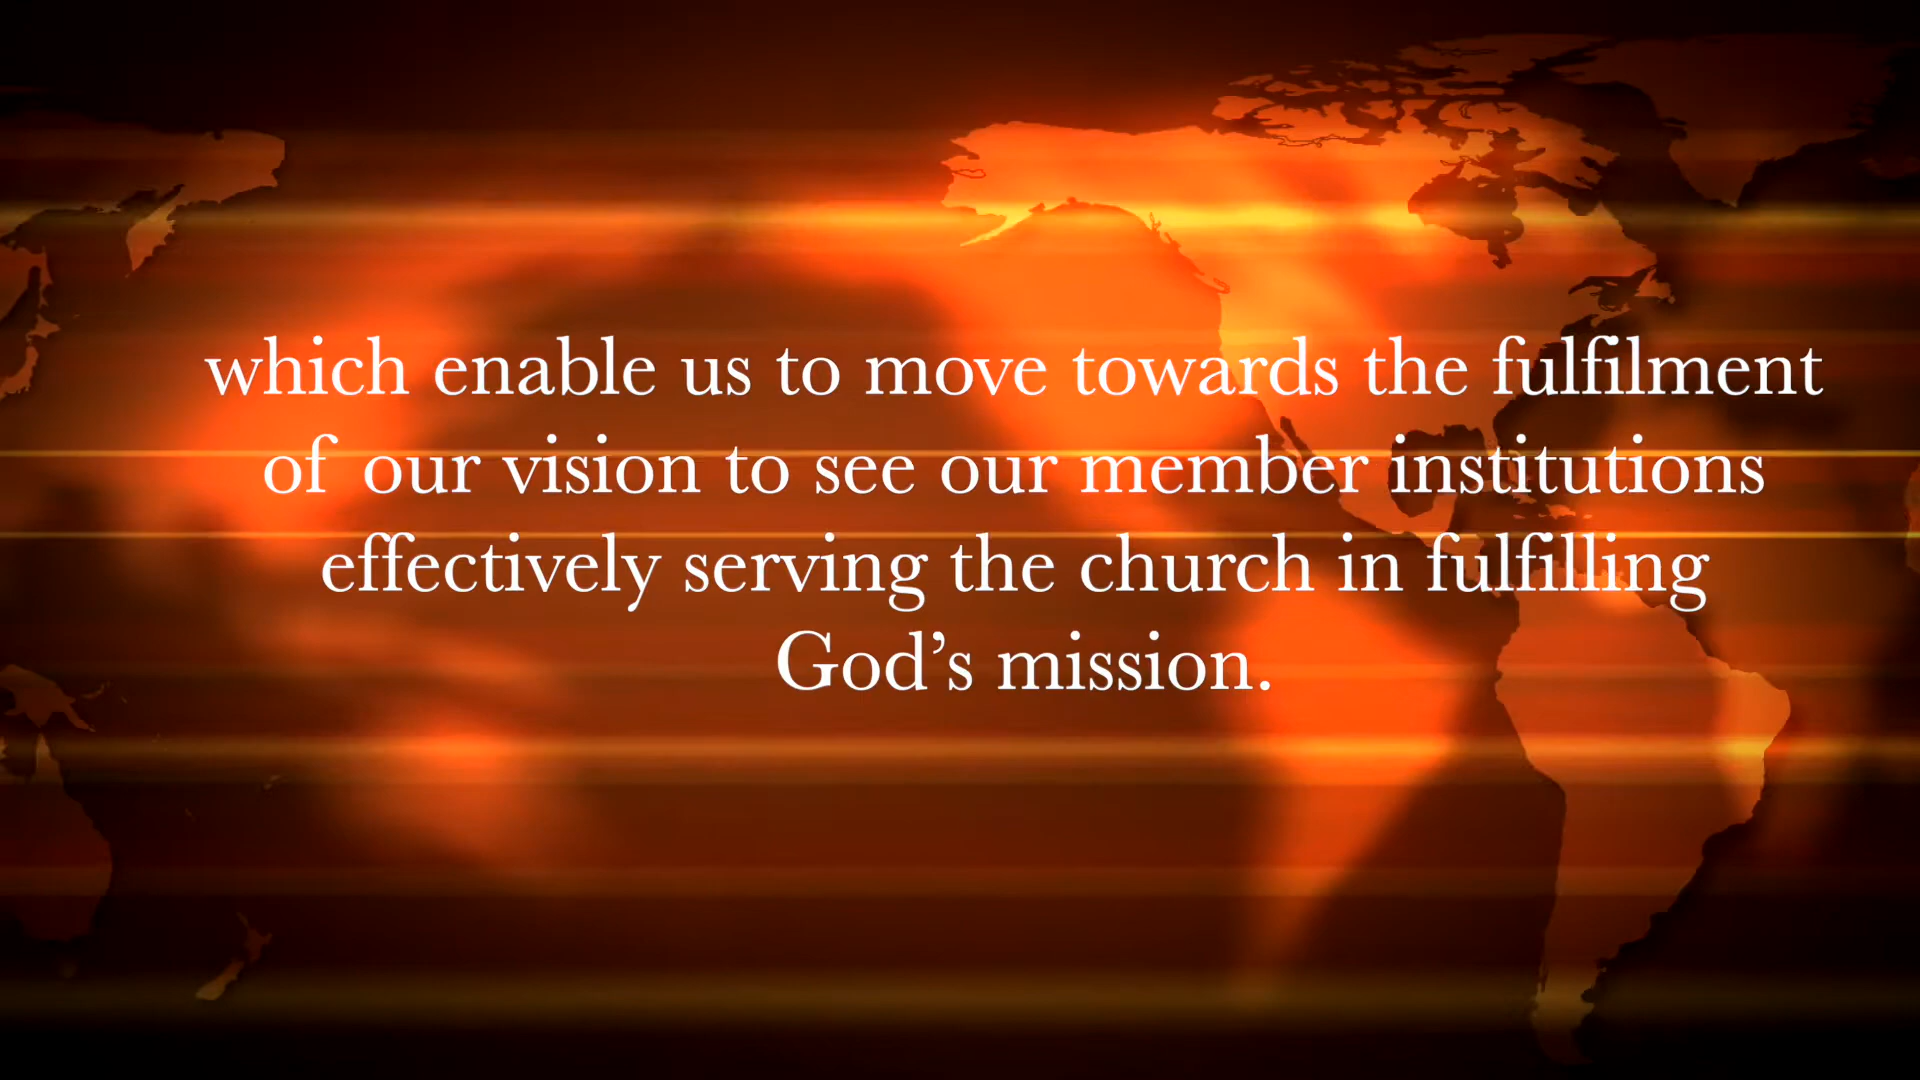 which enable us to move towards the fulfilment
of our vision to see our member institutions
effectively serving the church in fulfilling
God’s mission.